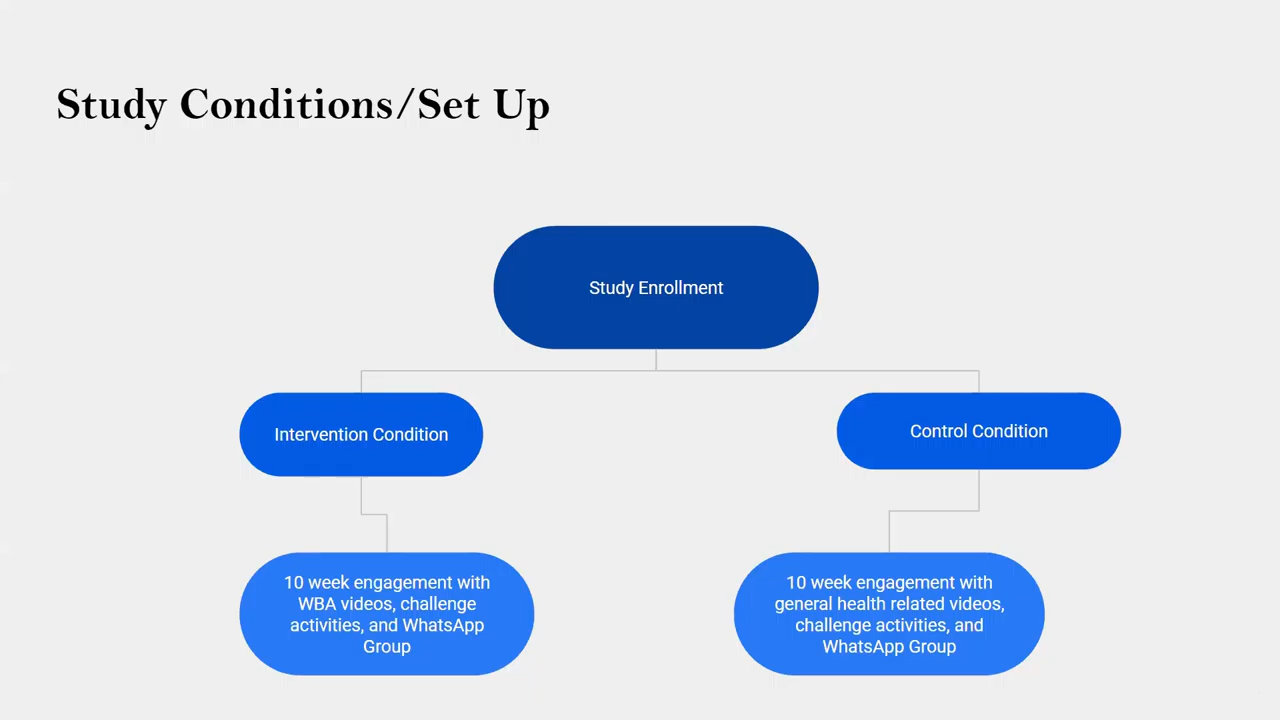 Study Conditions/Set Up
Study Enrollment
Intervention Condition
Control Condition
10 week engagement with
WBA videos, challenge
activities, and WhatsApp
Group
10 week engagement with
general health related videos,
challenge activities, and
WhatsApp Group